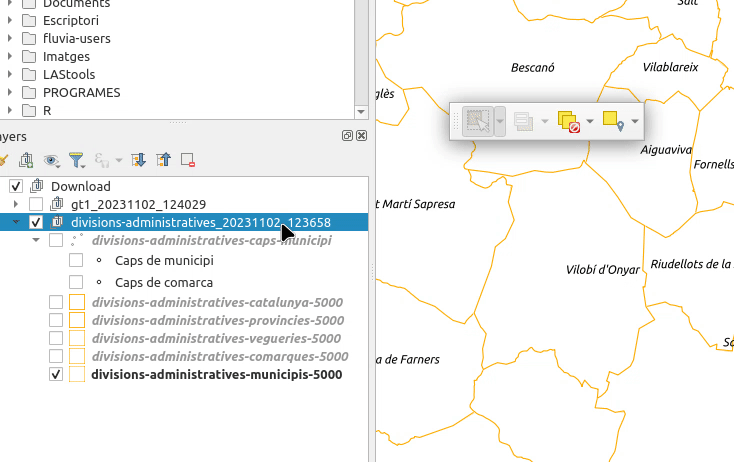 Documents
Escriptori
fluvia-users
Imatges
LAStools
PROGRAMES
R
ayers
Download
gt1_20231102_124029
divisions-administratives_20231102_123658
divisions-administratives-caps-municipi
Caps de municipi
Caps de comarca
divisions-administratives-catalunya-5000
divisions-administratives-provincies-5000
divisions-administratives-vegueries-5000
divisions-administratives-comarques-5000
divisions-administratives-municipis-5000
Salt
Bescanó
Vilablareix
glès
Aiguaviva
Fornells
t Martí Sapresa
Vilobí d'Onyar
Riudellots de la
a de Farners